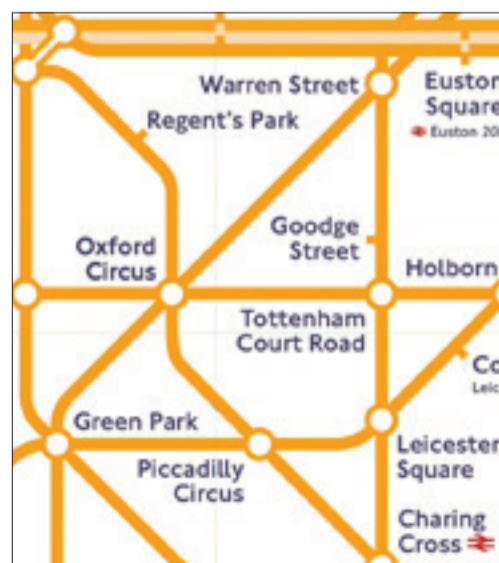 Warren Street
Euston
Square
Euston
Regent's Park
Goodge
Street
Oxford
Circus
Holborn
Tottenham
Court Road
Green Park
Leicester
Square
Piccadilly
Circus
Charing
Cross